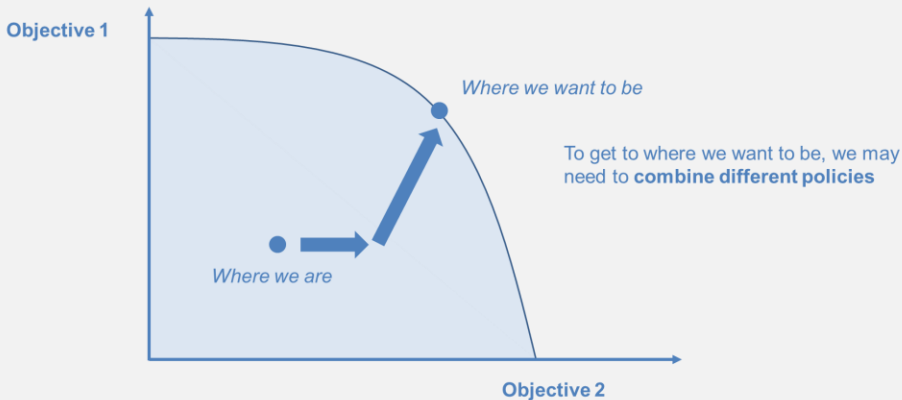 Objective 1
Where we want to be
To get to where we want to be, we may
need to combine different policies
Where we are
Objective 2